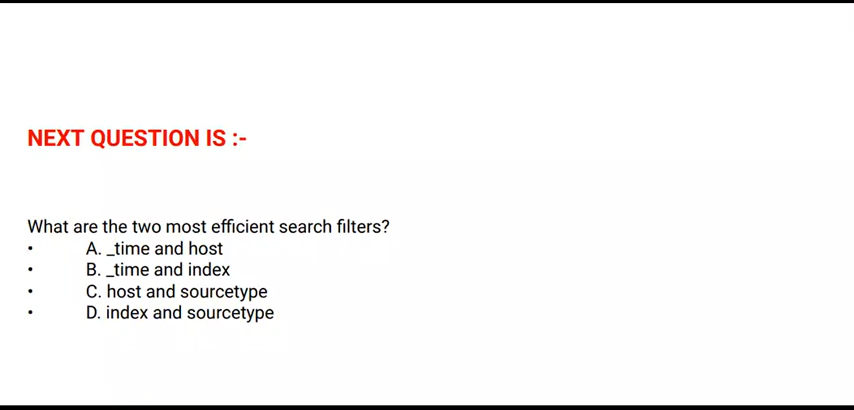 NEXT QUESTION IS :-
What are the two most efficient search filters?
• A. _time and host
• B. _time and index
• C. host and sourcetype
• D. index and sourcetype